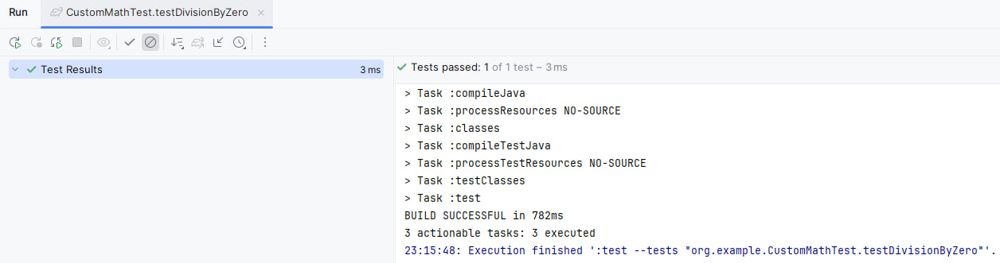 Run CustomMathTest.testDivisionByZero
Test Results 3 ms
Tests passed: 1 of 1 test – 3 ms
> Task :compileJava
> Task :processResources NO-SOURCE
> Task :classes
> Task :compileTestJava
> Task :processTestResources NO-SOURCE
> Task :testClasses
> Task :test
BUILD SUCCESSFUL in 782ms
3 actionable tasks: 3 executed
23:15:48: Execution finished ':test --tests "org.example.CustomMathTest.testDivisionByZero"'.